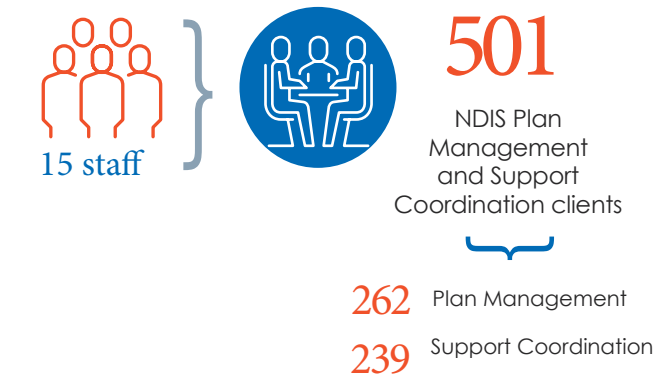 15 staff
501
NDIS Plan
Management
and Support
Coordination clients
262 Plan Management
239 Support Coordination